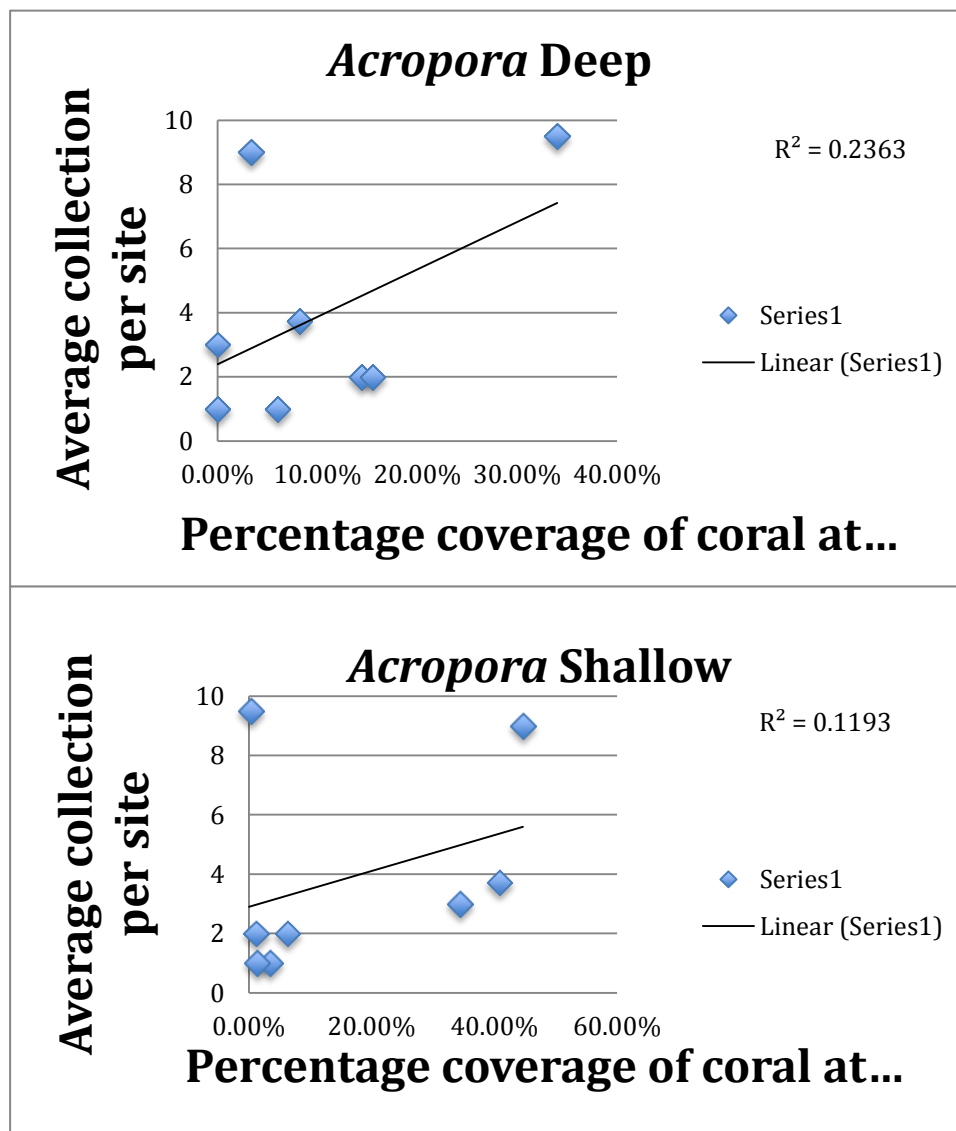 Acropora Deep
Average collection
per site
10
8
6
4
2
0
0.00% 10.00% 20.00% 30.00% 40.00%
Percentage coverage of coral at…
R² = 0.2363
Series1
Linear (Series1)
Acropora Shallow
Average collection
per site
10
8
6
4
2
0
0.00% 20.00% 40.00% 60.00%
Percentage coverage of coral at…
R² = 0.1193
Series1
Linear (Series1)